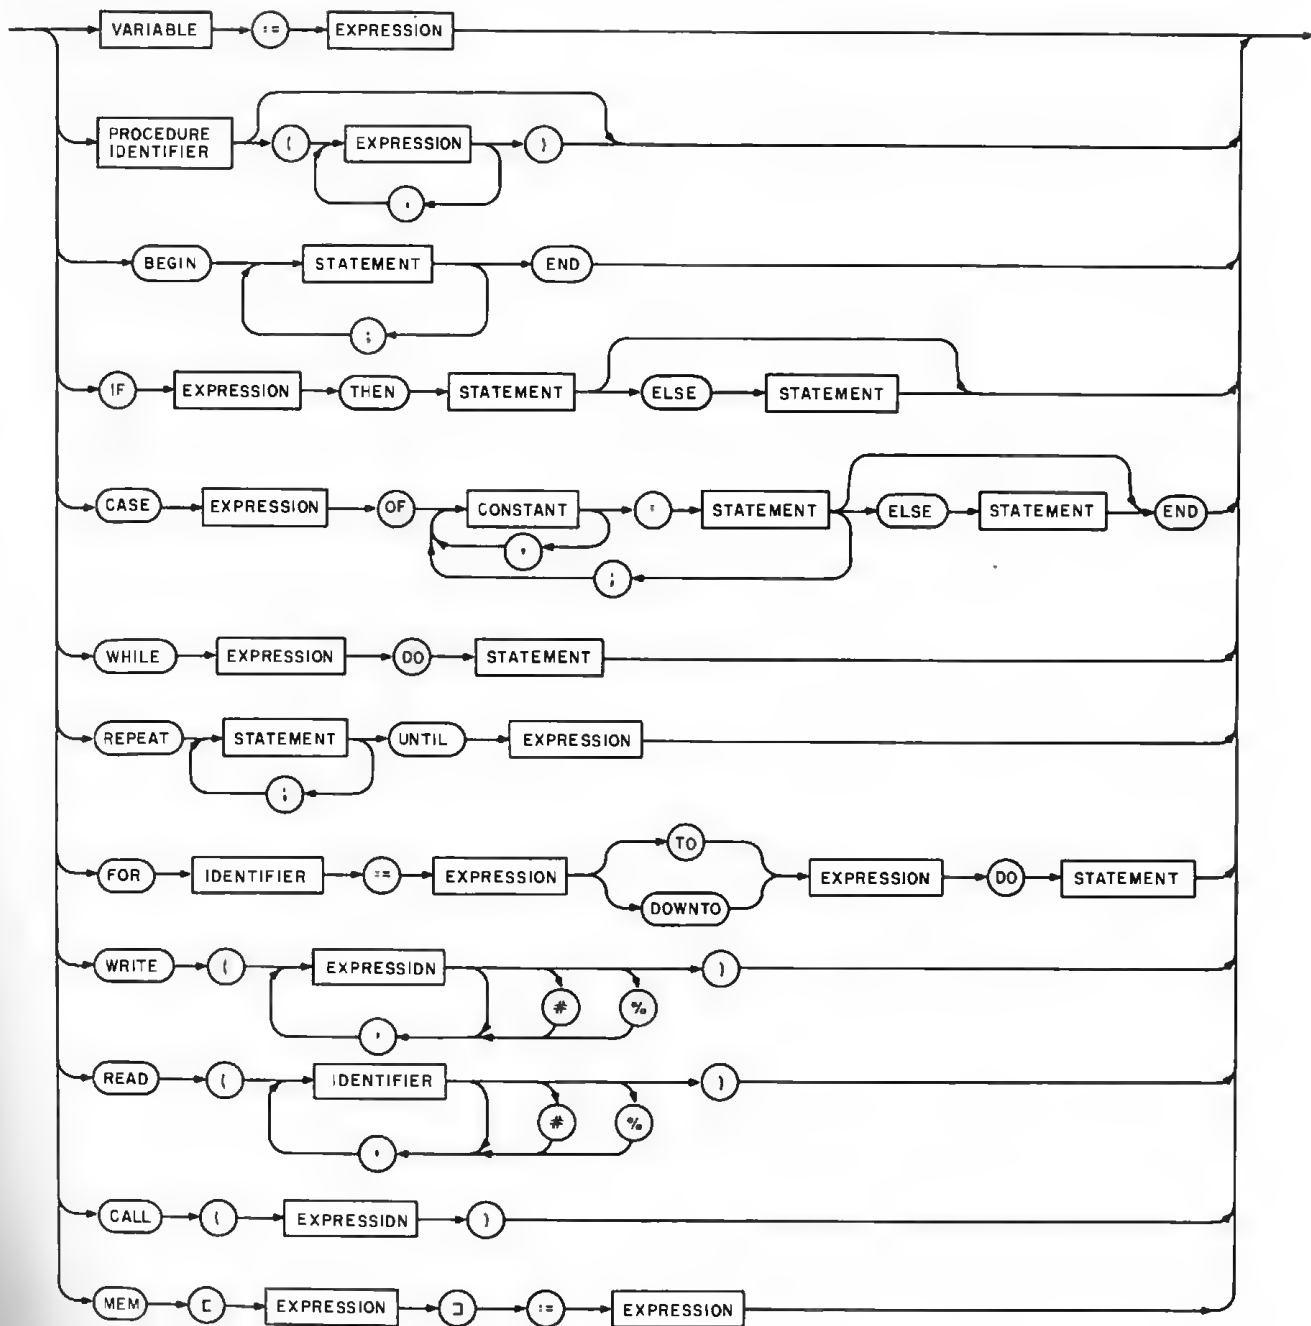 VARIABLE := EXPRESSION
PROCEDURE IDENTIFIER ( EXPRESSION )
,
BEGIN STATEMENT END
;
IF EXPRESSION THEN STATEMENT ELSE STATEMENT
CASE EXPRESSION OF CONSTANT : STATEMENT ELSE STATEMENT END
,
;
WHILE EXPRESSION DO STATEMENT
REPEAT STATEMENT UNTIL EXPRESSION
;
TO
FOR IDENTIFIER := EXPRESSION EXPRESSION DO STATEMENT
DOWNTO
WRITE ( EXPRESSION )
# %
,
READ ( IDENTIFIER )
# %
,
CALL ( EXPRESSION )
MEM [ EXPRESSION ] := EXPRESSION